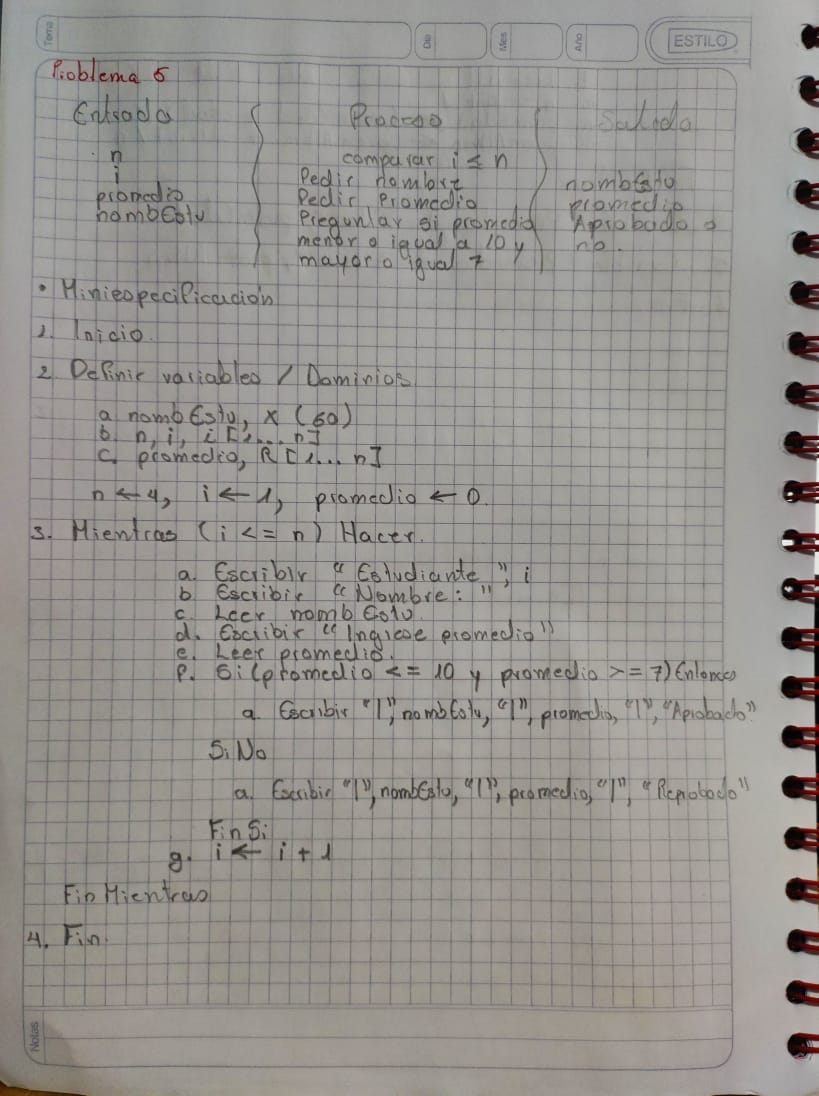 Tema
Día
Mes
Año
ESTILO
Problema 5
Entrada
Proceso
Salida
n
i
promedio
nombEstu
comparar i ≤ n
Pedir nombre
Pedir Promedio
Preguntar si promedio
menor o igual a 10 y
mayor o igual 7
nombEstu
promedio
Aprobado o
no.
• Miniespecificación
1. Inicio.
2. Definir variables / Dominios
a nombEstu, X (60)
b. n, i, i [1... n]
c. promedio, R [1... n]
n ← 4, i ← 1, promedio ← 0.
3. Mientras (i <= n) Hacer.
a. Escribir "Estudiante", i
b Escribir "Nombre: "
c. Leer nombEstu.
d. Escribir "Ingrese promedio"
e. Leer promedio.
f. Si (promedio <= 10 y promedio >= 7) Entonces
a Escribir "|", nombEstu, "|", promedio, "|", "Aprobado"
SiNo
a. Escribir "|", nombEstu, "|", promedio, "|", "Reprobado"
Fin Si
g. i ← i + 1
Fin Mientras
4. Fin.
Notas